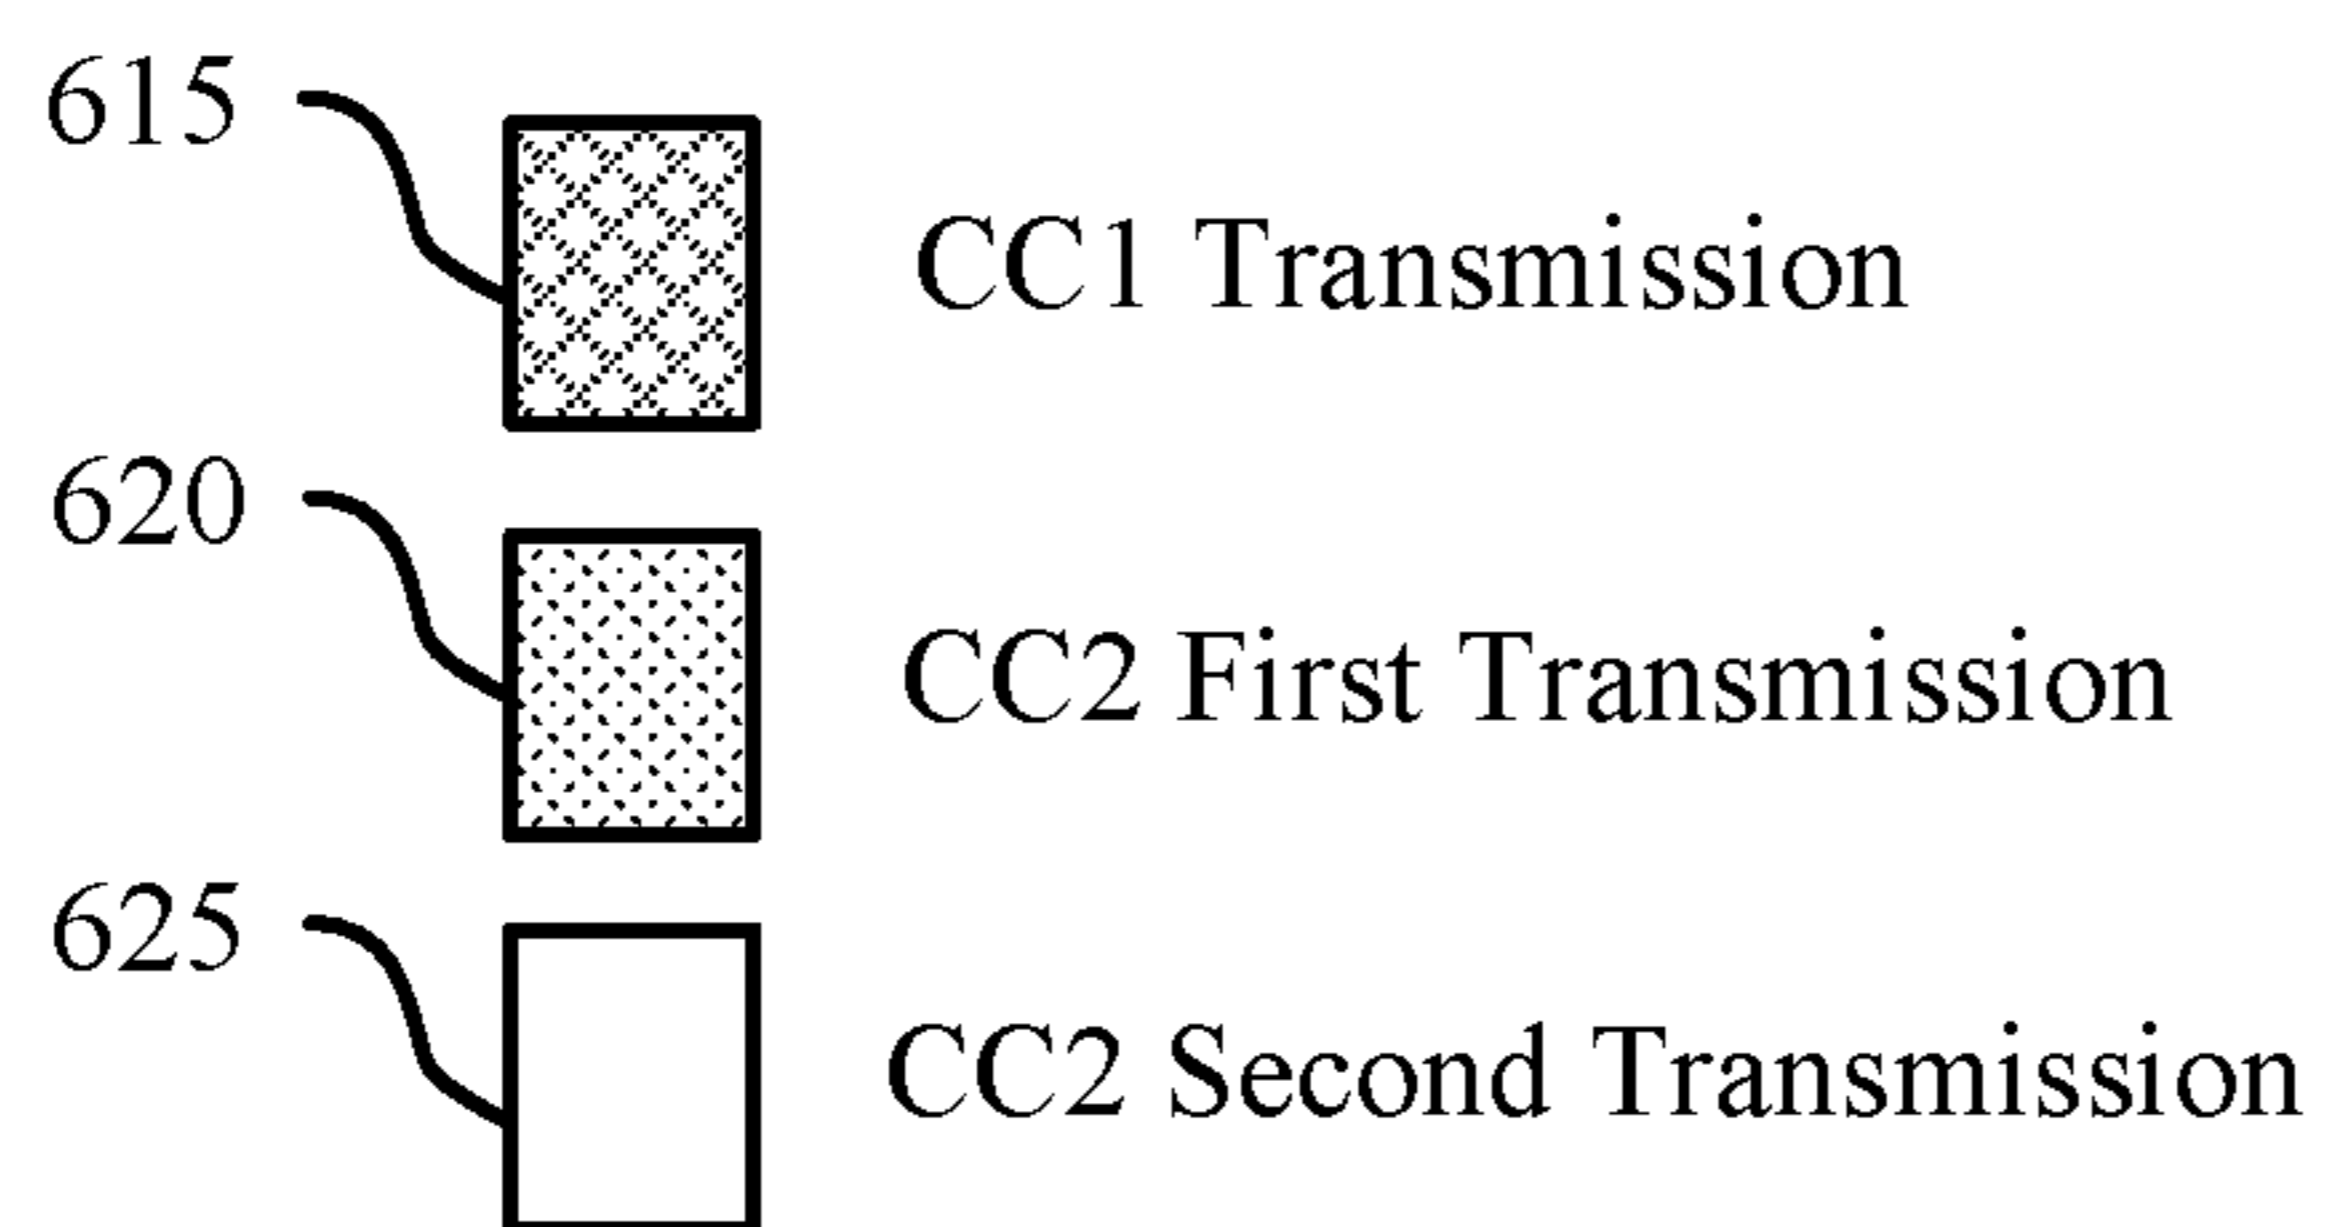 615
CC1 Transmission
620
CC2 First Transmission
625
CC2 Second Transmission